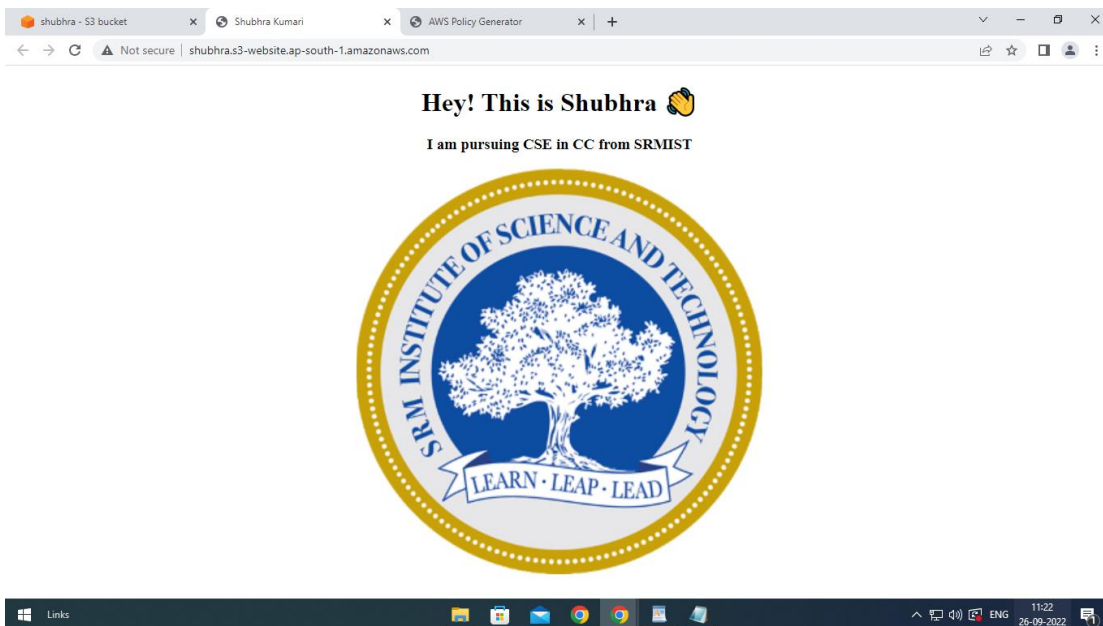 shubhra - S3 bucket
Shubhra Kumari
AWS Policy Generator
Not secure
shubhra.s3-website.ap-south-1.amazonaws.com
Hey! This is Shubhra 👋
I am pursuing CSE in CC from SRMIST
SRM INSTITUTE OF SCIENCE AND TECHNOLOGY
LEARN · LEAP · LEAD
Links
ENG
11:22
26-09-2022
1